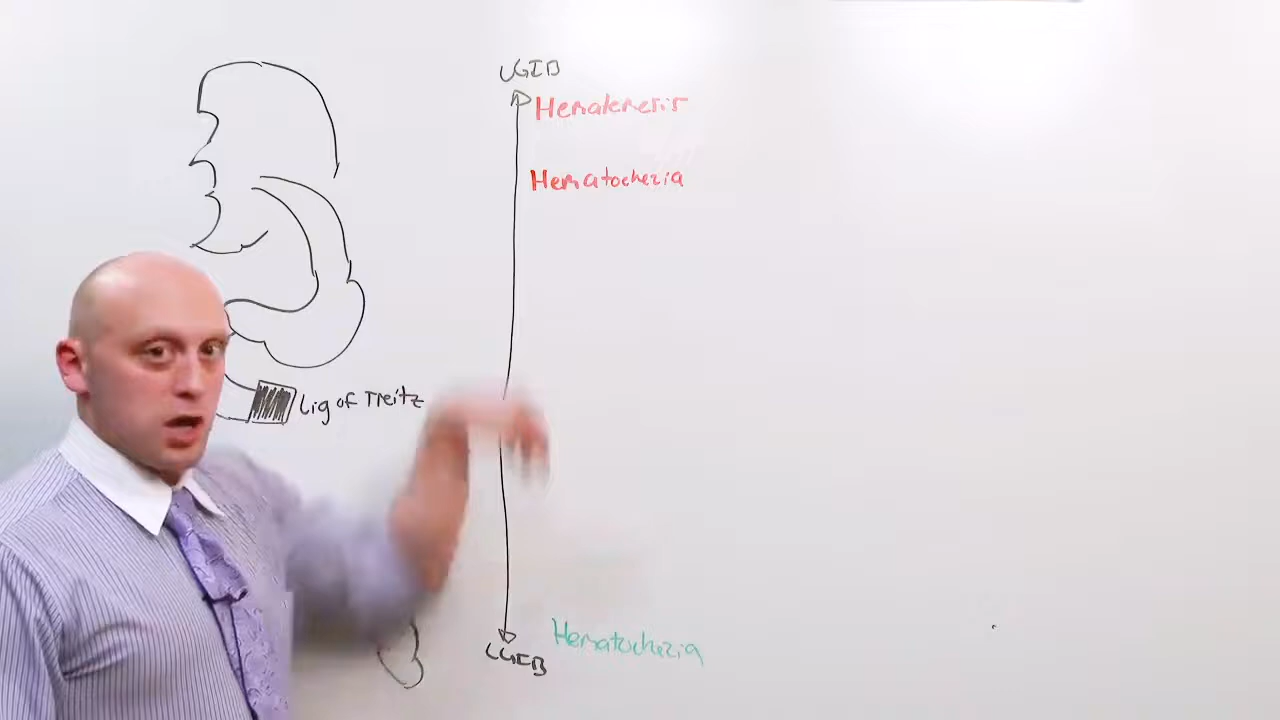 UGIB
Hematemesis
Hematochezia
Lig of Treitz
Hematochezia
LGIB